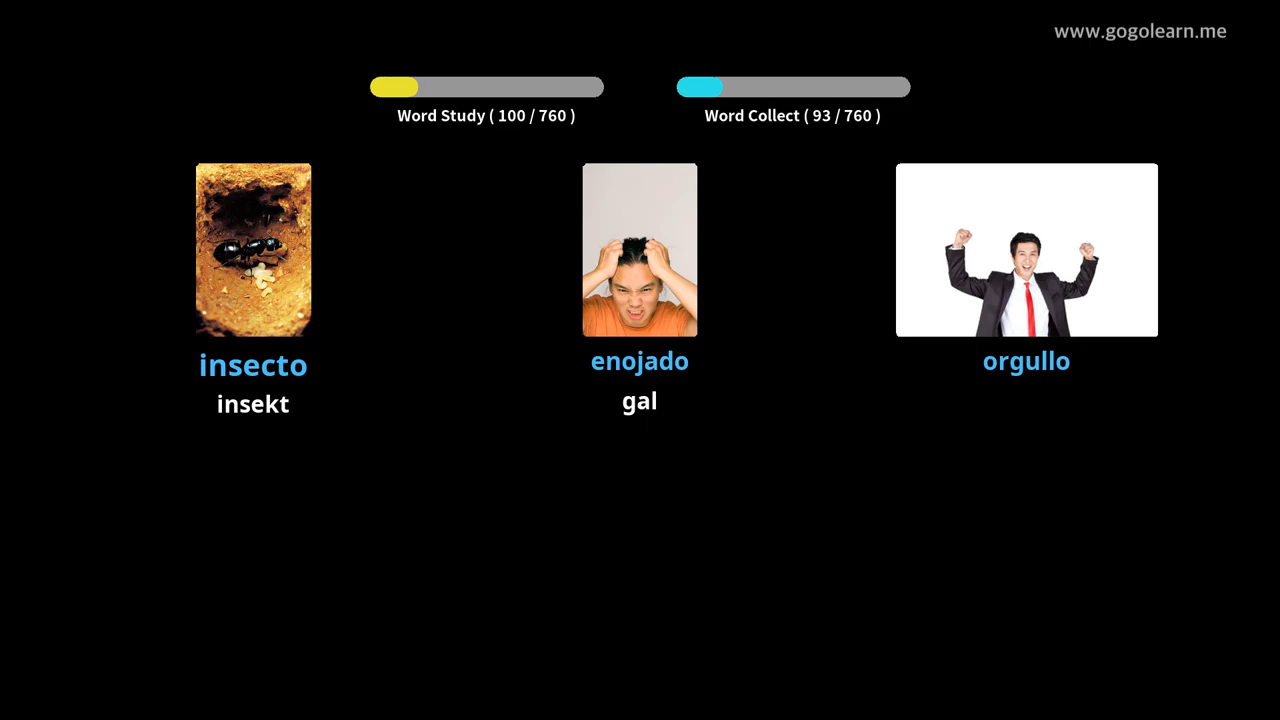 www.gogolearn.me
Word Study ( 100 / 760 )
Word Collect ( 93 / 760 )
insecto
insekt
enojado
gal
orgullo